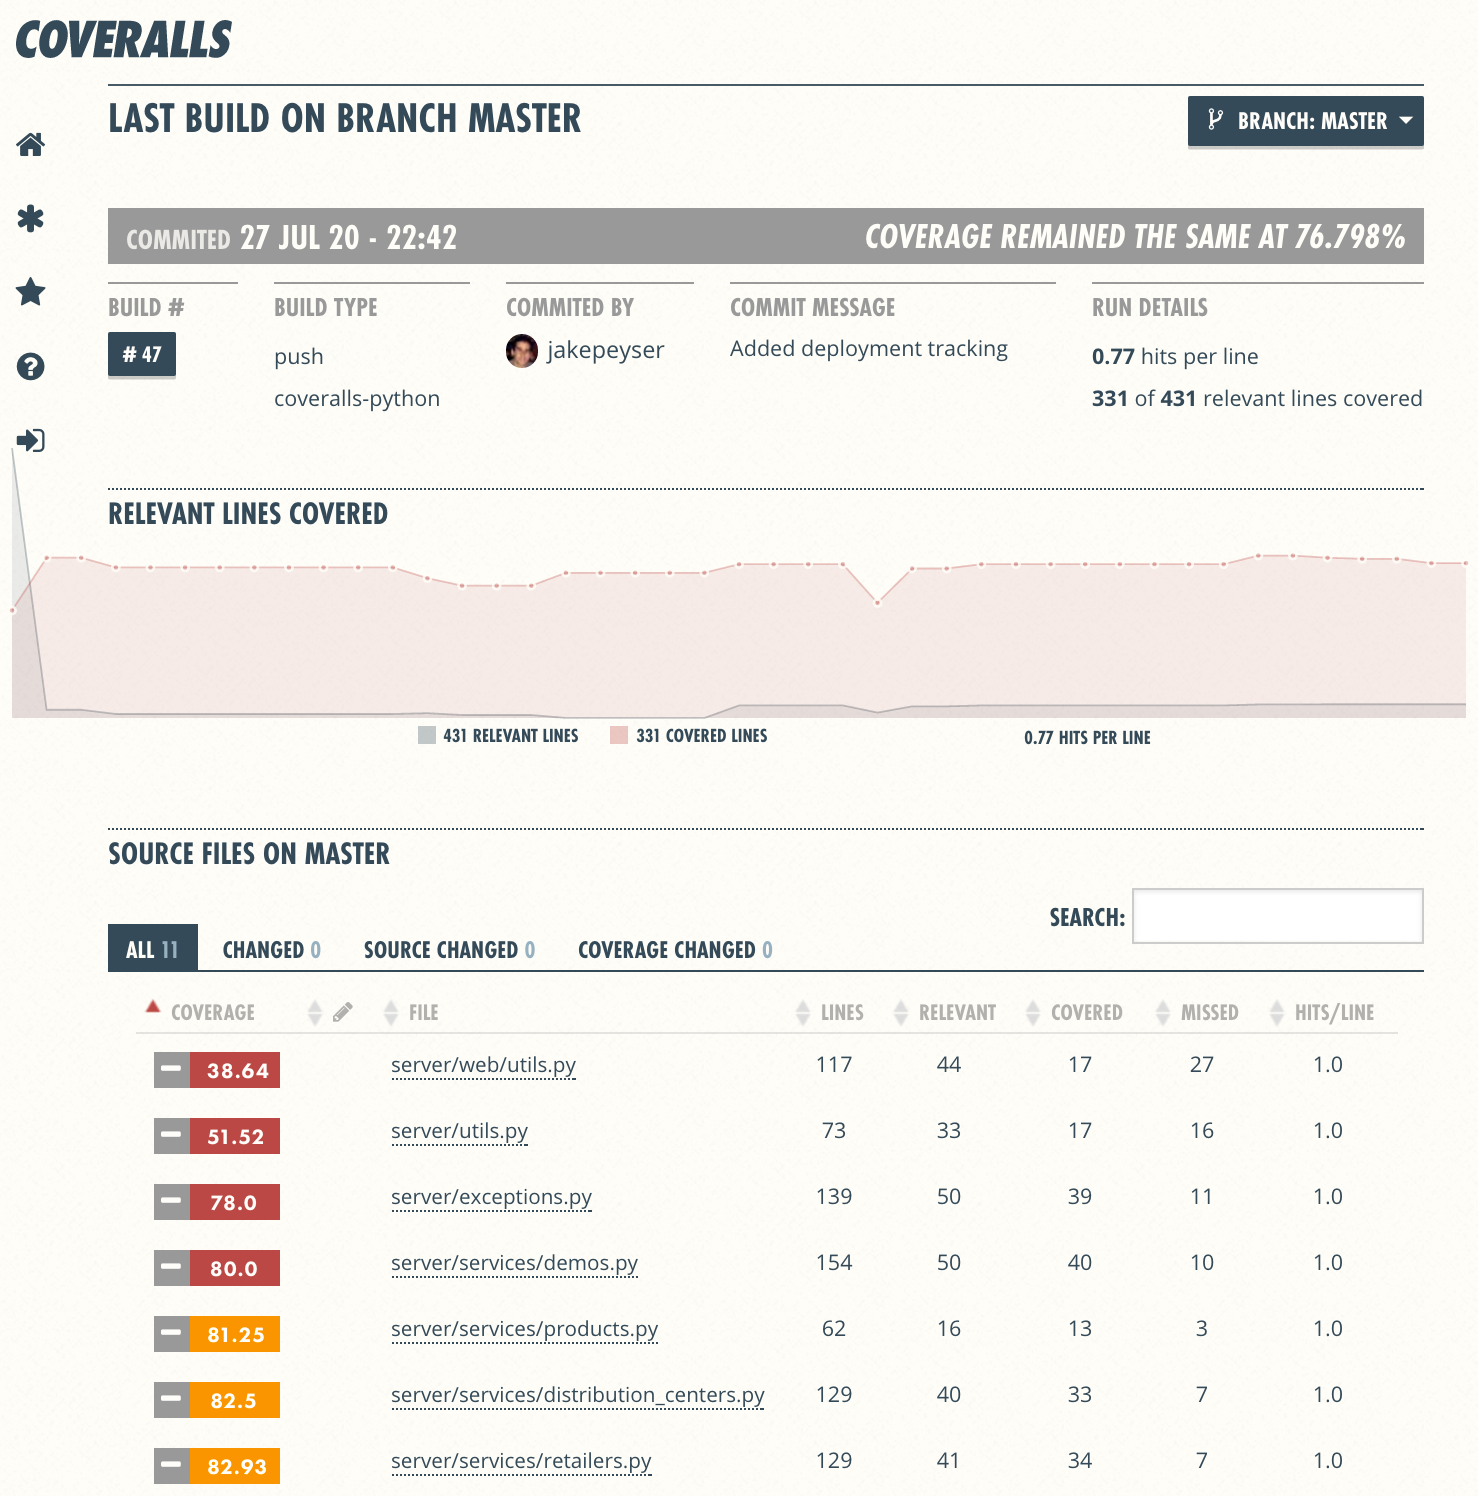 COVERALLS
LAST BUILD ON BRANCH MASTER
BRANCH: MASTER
COMMITED 27 JUL 20 - 22:42
COVERAGE REMAINED THE SAME AT 76.798%
BUILD #
BUILD TYPE
COMMITED BY
COMMIT MESSAGE
RUN DETAILS
# 47
push
coveralls-python
jakepeyser
Added deployment tracking
0.77 hits per line
331 of 431 relevant lines covered
RELEVANT LINES COVERED
431 RELEVANT LINES
331 COVERED LINES
0.77 HITS PER LINE
SOURCE FILES ON MASTER
SEARCH:
ALL 11 CHANGED 0 SOURCE CHANGED 0 COVERAGE CHANGED 0
COVERAGE FILE LINES RELEVANT COVERED MISSED HITS/LINE
38.64 server/web/utils.py 117 44 17 27 1.0
51.52 server/utils.py 73 33 17 16 1.0
78.0 server/exceptions.py 139 50 39 11 1.0
80.0 server/services/demos.py 154 50 40 10 1.0
81.25 server/services/products.py 62 16 13 3 1.0
82.5 server/services/distribution_centers.py 129 40 33 7 1.0
82.93 server/services/retailers.py 129 41 34 7 1.0